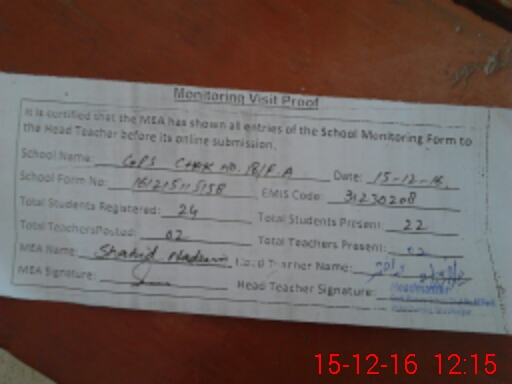 Monitoring Visit Proof
It is certified that the MEA has shown all entries of the School Monitoring Form to
the Head Teacher before its online submission.
School Name: GPS CHAK NO. 18/F.A Date: 15-12-16
School Form No: EMIS Code: 31230208
Total Students Registered: 24 Total Students Present: 22
Total TeachersPosted: 02 Total Teachers Present: 02
MEA Name: Shahid Nadeem Head Teacher Name:
MEA Signature: Head Teacher Signature:
Headmaster
15-12-16 12:15